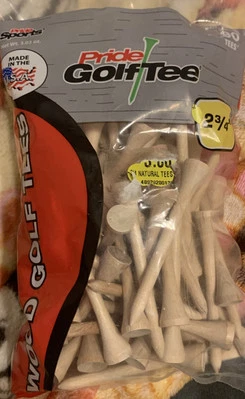 Sports
MADE
IN THE
USA
Pride
GOLFTEE
2 3/4
WOOD GOLF TEES
NATURAL TEES